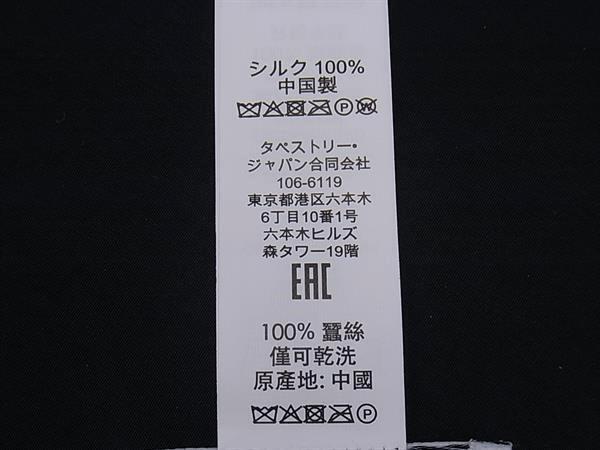 シルク 100%
中国製
P W
タペストリー・
ジャパン合同会社
106-6119
東京都港区六本木
6丁目10番1号
六本木ヒルズ
森タワー19階
EAC
100% 蠶絲
僅可乾洗
原產地: 中國
P